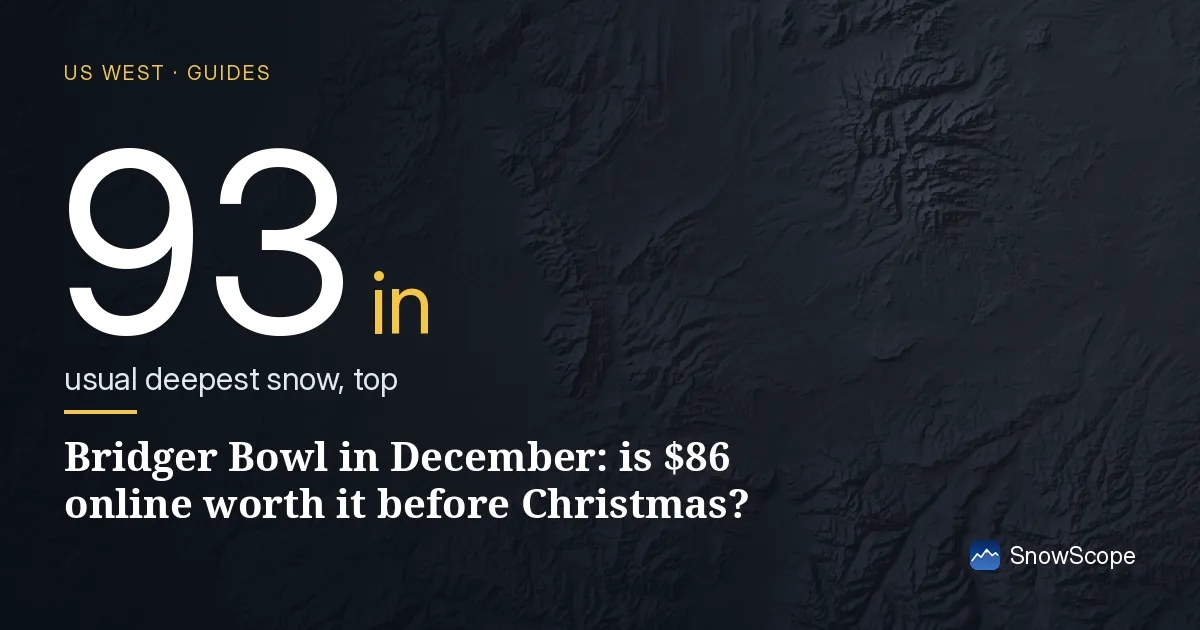 US WEST · GUIDES
93 in
usual deepest snow, top
Bridger Bowl in December: is $86
online worth it before Christmas?
SnowScope